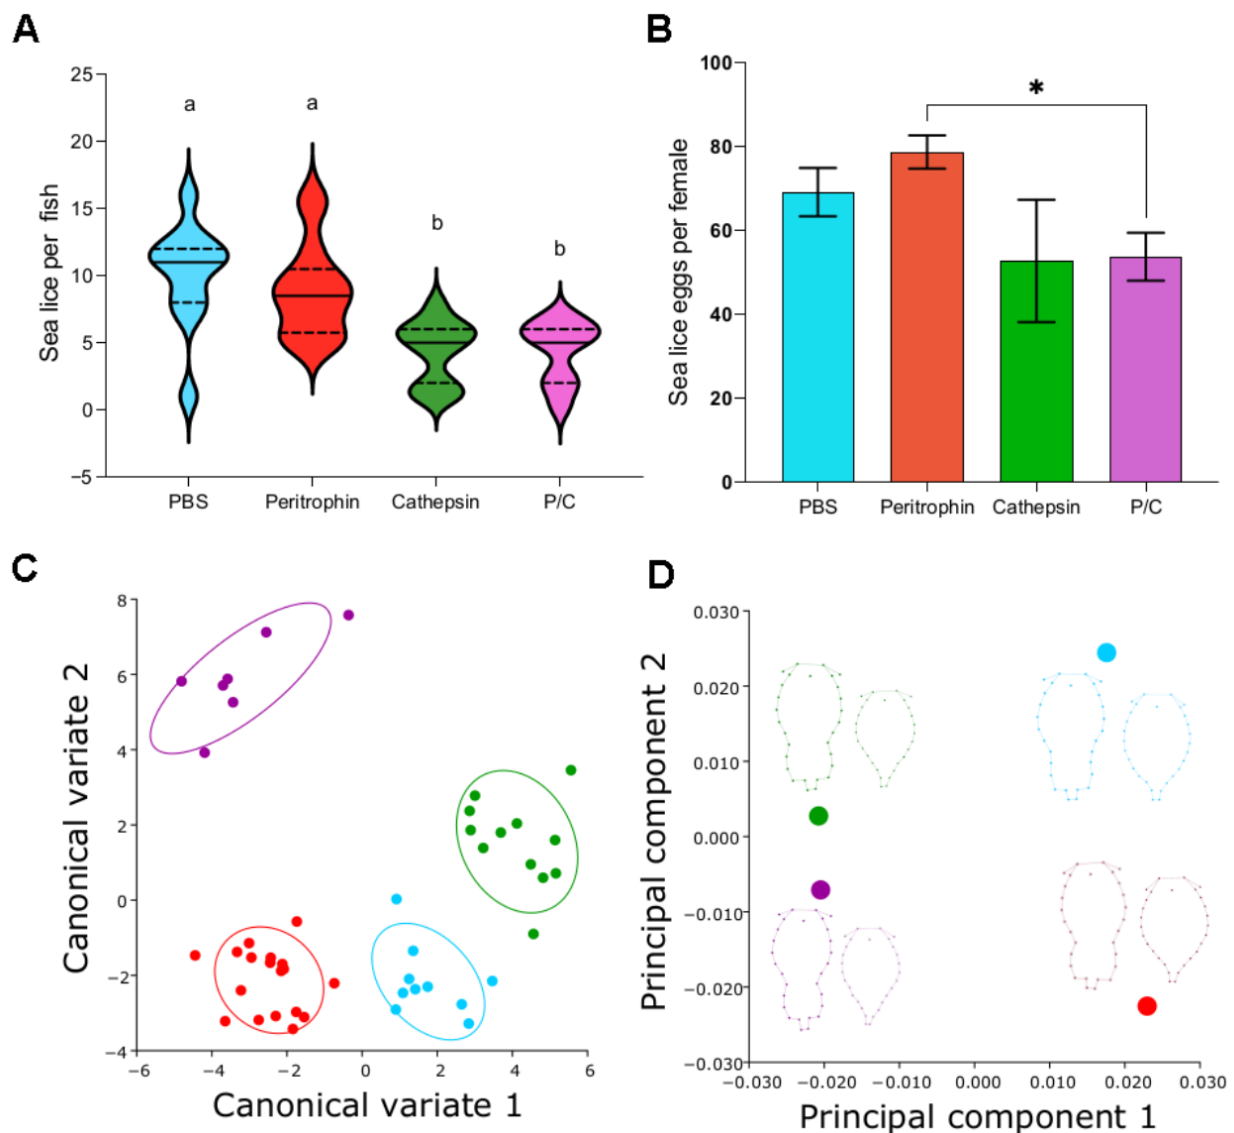 A
25
20
15
10
5
0
−5
Sea lice per fish
a
a
b
b
PBS
Peritrophin
Cathepsin
P/C
B
100
80
60
40
20
0
Sea lice eggs per female
*
PBS
Peritrophin
Cathepsin
P/C
C
8
6
4
2
0
−2
−4
Canonical variate 2
−6
−4
−2
0
2
4
6
Canonical variate 1
D
0.030
0.020
0.010
0.000
−0.010
−0.020
−0.030
Principal component 2
−0.030
−0.020
−0.010
0.000
0.010
0.020
0.030
Principal component 1